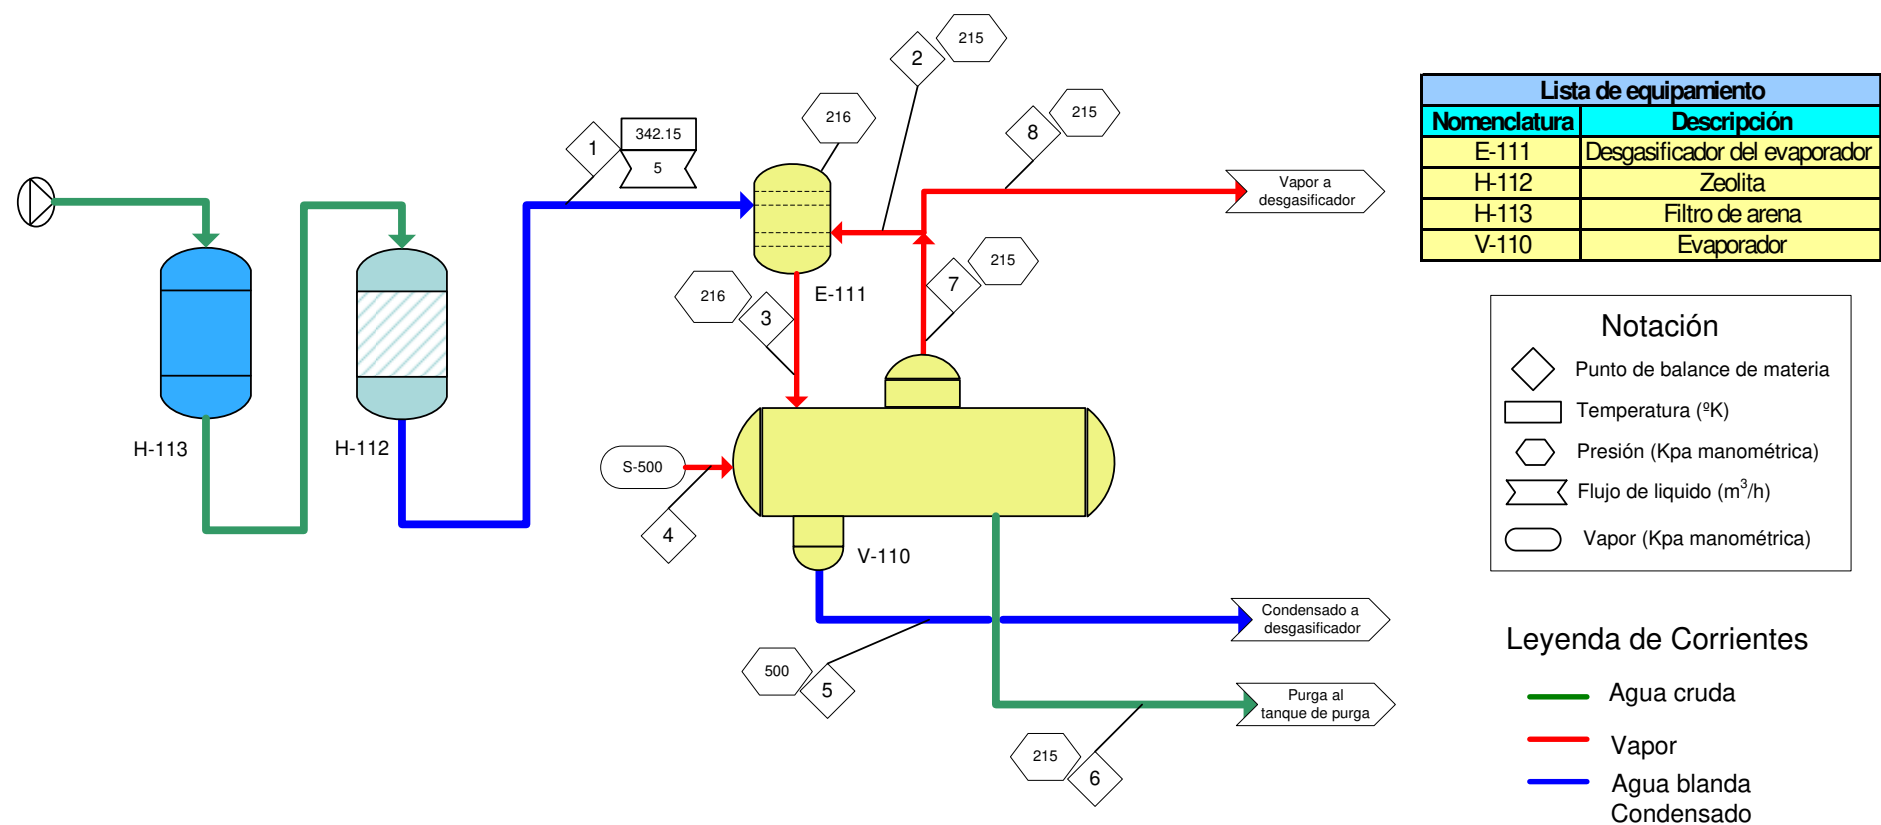 2
215
216
342.15
1
5
8
215
Vapor a
desgasificador
7
215
216
3
E-111
H-113
H-112
S-500
4
V-110
Condensado a
desgasificador
500
5
Purga al
tanque de purga
215
6
Lista de equipamiento
Nomenclatura Descripción
E-111 Desgasificador del evaporador
H-112 Zeolita
H-113 Filtro de arena
V-110 Evaporador
Notación
Punto de balance de materia
Temperatura (ºK)
Presión (Kpa manométrica)
Flujo de liquido (m³/h)
Vapor (Kpa manométrica)
Leyenda de Corrientes
Agua cruda
Vapor
Agua blanda
Condensado